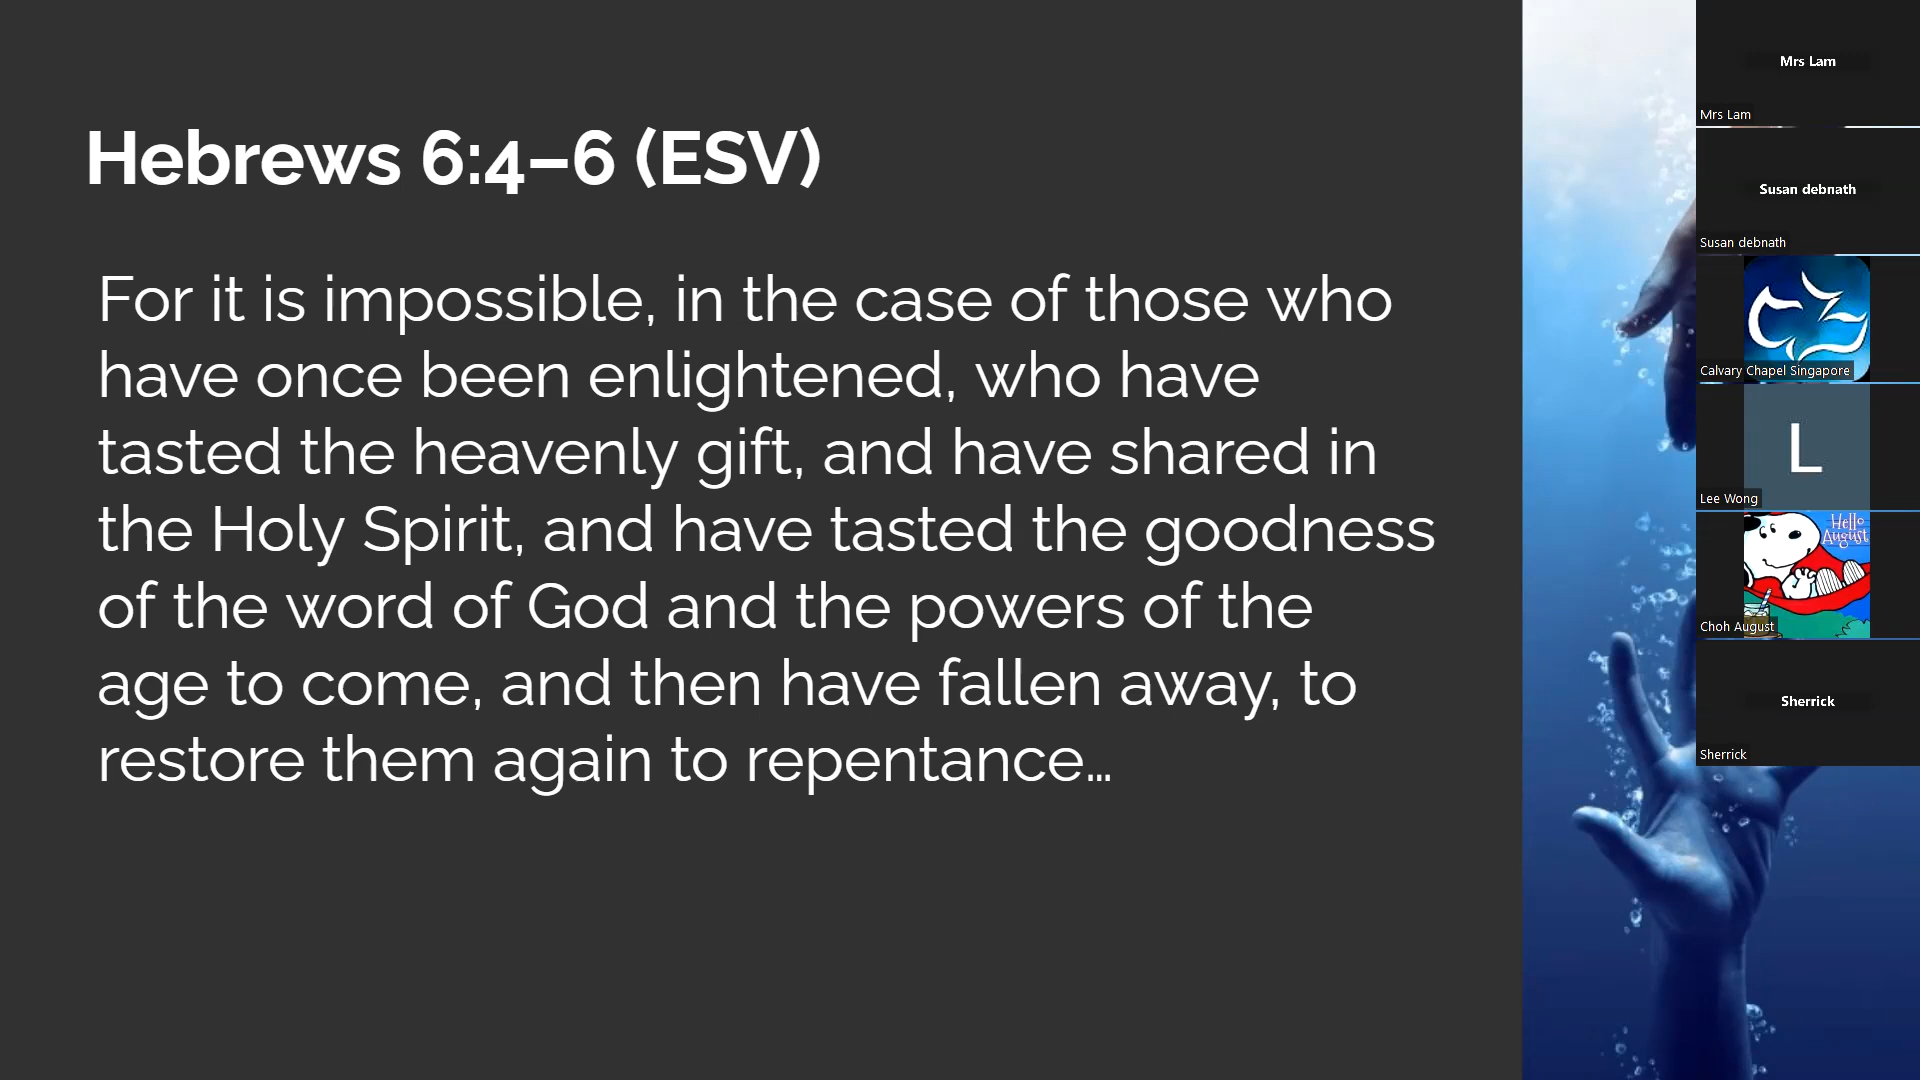 Hebrews 6:4–6 (ESV)
For it is impossible, in the case of those who
have once been enlightened, who have
tasted the heavenly gift, and have shared in
the Holy Spirit, and have tasted the goodness
of the word of God and the powers of the
age to come, and then have fallen away, to
restore them again to repentance…
Mrs Lam
Mrs Lam
Susan debnath
Susan debnath
Calvary Chapel Singapore
L
Lee Wong
Hello
August
Choh August
Sherrick
Sherrick